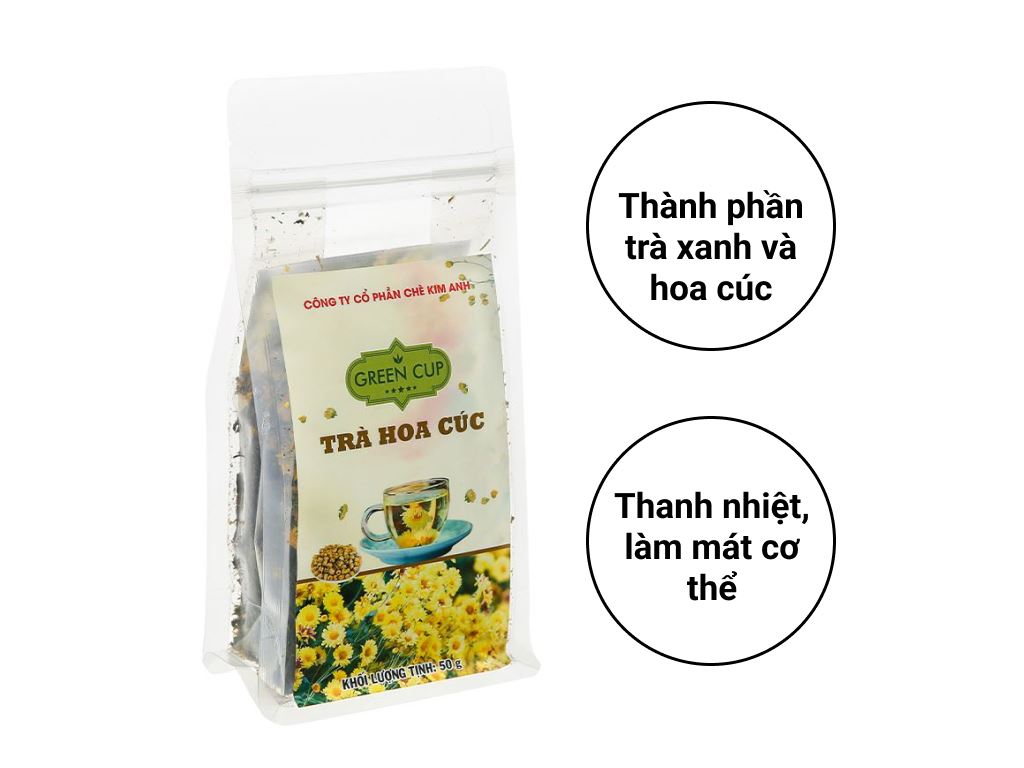 CÔNG TY CỔ PHẦN CHÈ KIM ANH
GREEN CUP
TRÀ HOA CÚC
KHỐI LƯỢNG TỊNH: 50 g
Thành phần
trà xanh và
hoa cúc
Thanh nhiệt,
làm mát cơ
thể